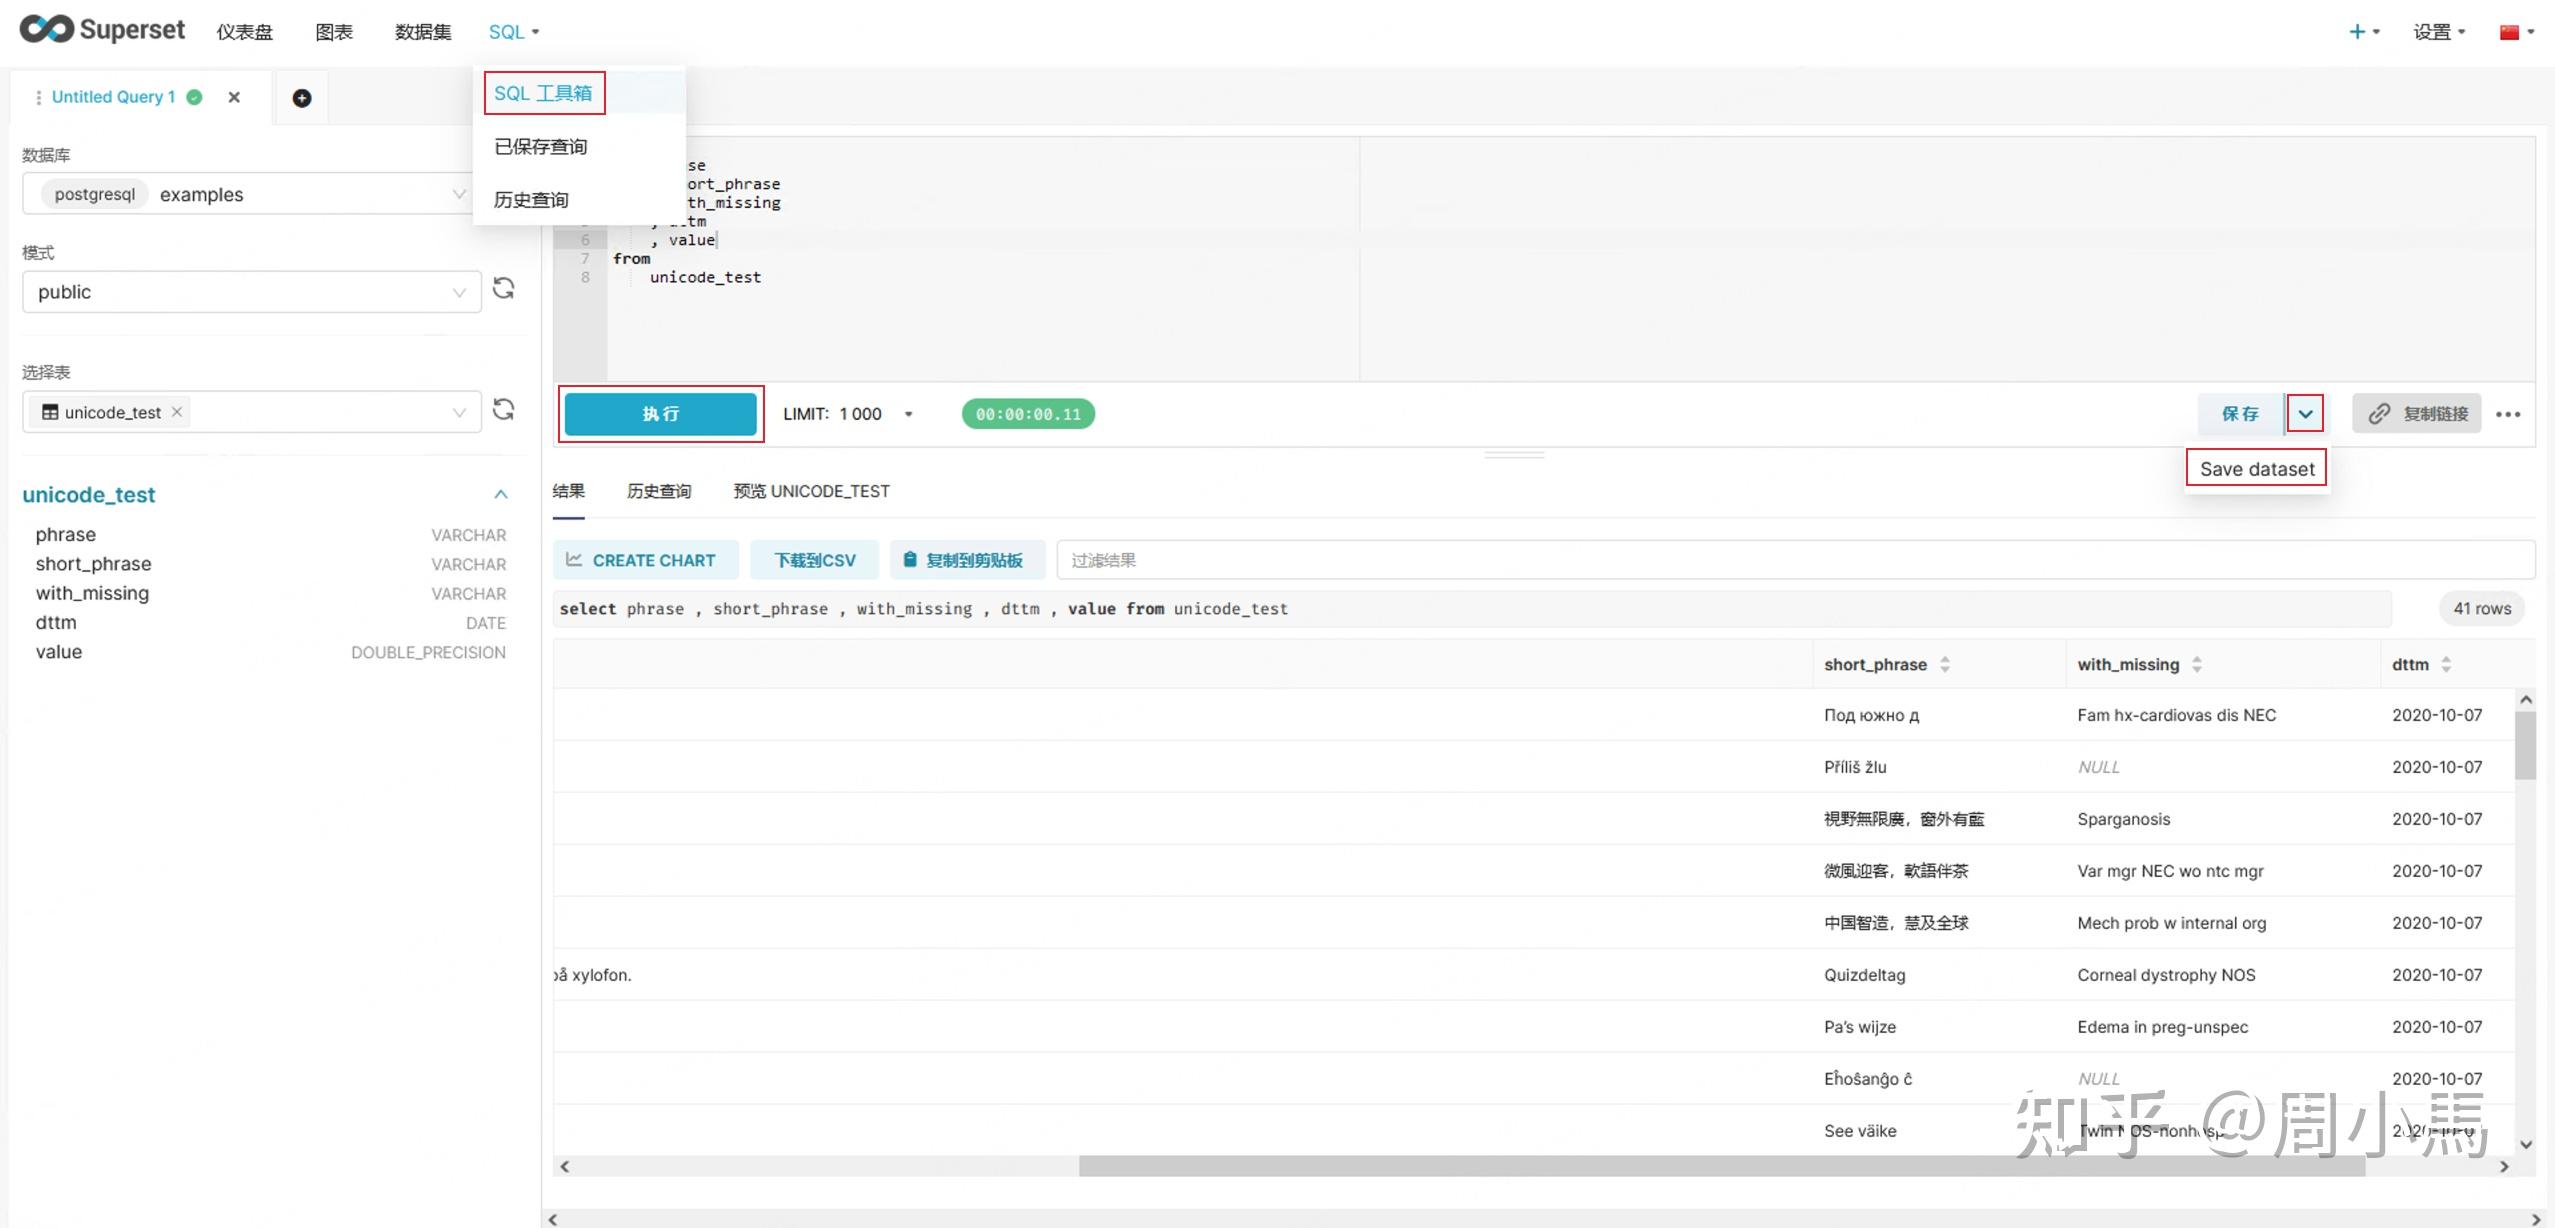 Superset 仪表盘 图表 数据集 SQL 设置
Untitled Query 1
SQL 工具箱
已保存查询
历史查询
数据库
postgresql examples
模式
public
选择表
unicode_test
unicode_test
phrase VARCHAR
short_phrase VARCHAR
with_missing VARCHAR
dttm DATE
value DOUBLE_PRECISION
se
ort_phrase
th_missing
, dttm
6 , value
7 from
8 unicode_test
执行 LIMIT: 1 000 00:00:00.11 保存 复制链接
Save dataset
结果 历史查询 预览 UNICODE_TEST
CREATE CHART 下载到CSV 复制到剪贴板 过滤结果
select phrase , short_phrase , with_missing , dttm , value from unicode_test 41 rows
short_phrase with_missing dttm
Под южно д Fam hx-cardiovas dis NEC 2020-10-07
Příliš žlu NULL 2020-10-07
視野無限廣，窗外有藍 Sparganosis 2020-10-07
微風迎客，軟語伴茶 Var mgr NEC wo ntc mgr 2020-10-07
中国智造，慧及全球 Mech prob w internal org 2020-10-07
på xylofon. Quizdeltag Corneal dystrophy NOS 2020-10-07
Pa's wijze Edema in preg-unspec 2020-10-07
Eĥoŝanĝo ĉ NULL 2020-10-07
See väike Twin NOS-nonhosp 2020-10-07
知乎 @周小馬